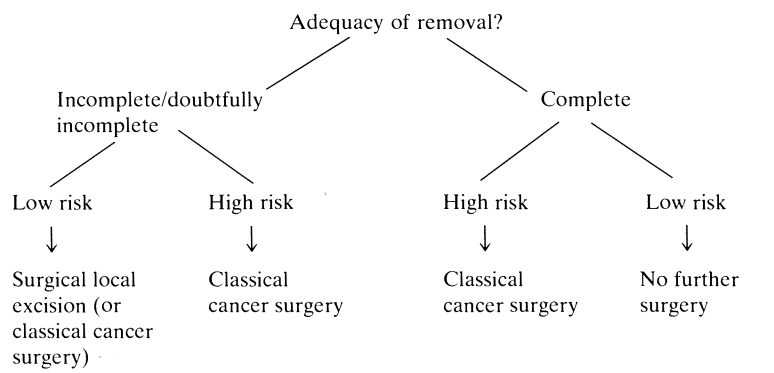 Adequacy of removal?
Incomplete/doubtfully
incomplete
Complete
Low risk
High risk
High risk
Low risk
Surgical local
excision (or
classical cancer
surgery)
Classical
cancer surgery
Classical
cancer surgery
No further
surgery